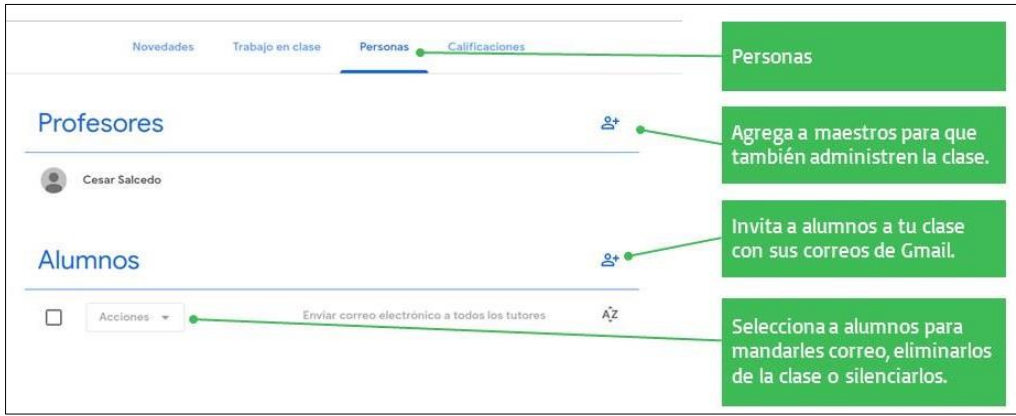 Novedades Trabajo en clase Personas Calificaciones
Personas
Profesores
Agrega a maestros para que
también administren la clase.
Cesar Salcedo
Invita a alumnos a tu clase
con sus correos de Gmail.
Alumnos
Acciones Enviar correo electrónico a todos los tutores AZ
Selecciona a alumnos para
mandarles correo, eliminarlos
de la clase o silenciarlos.